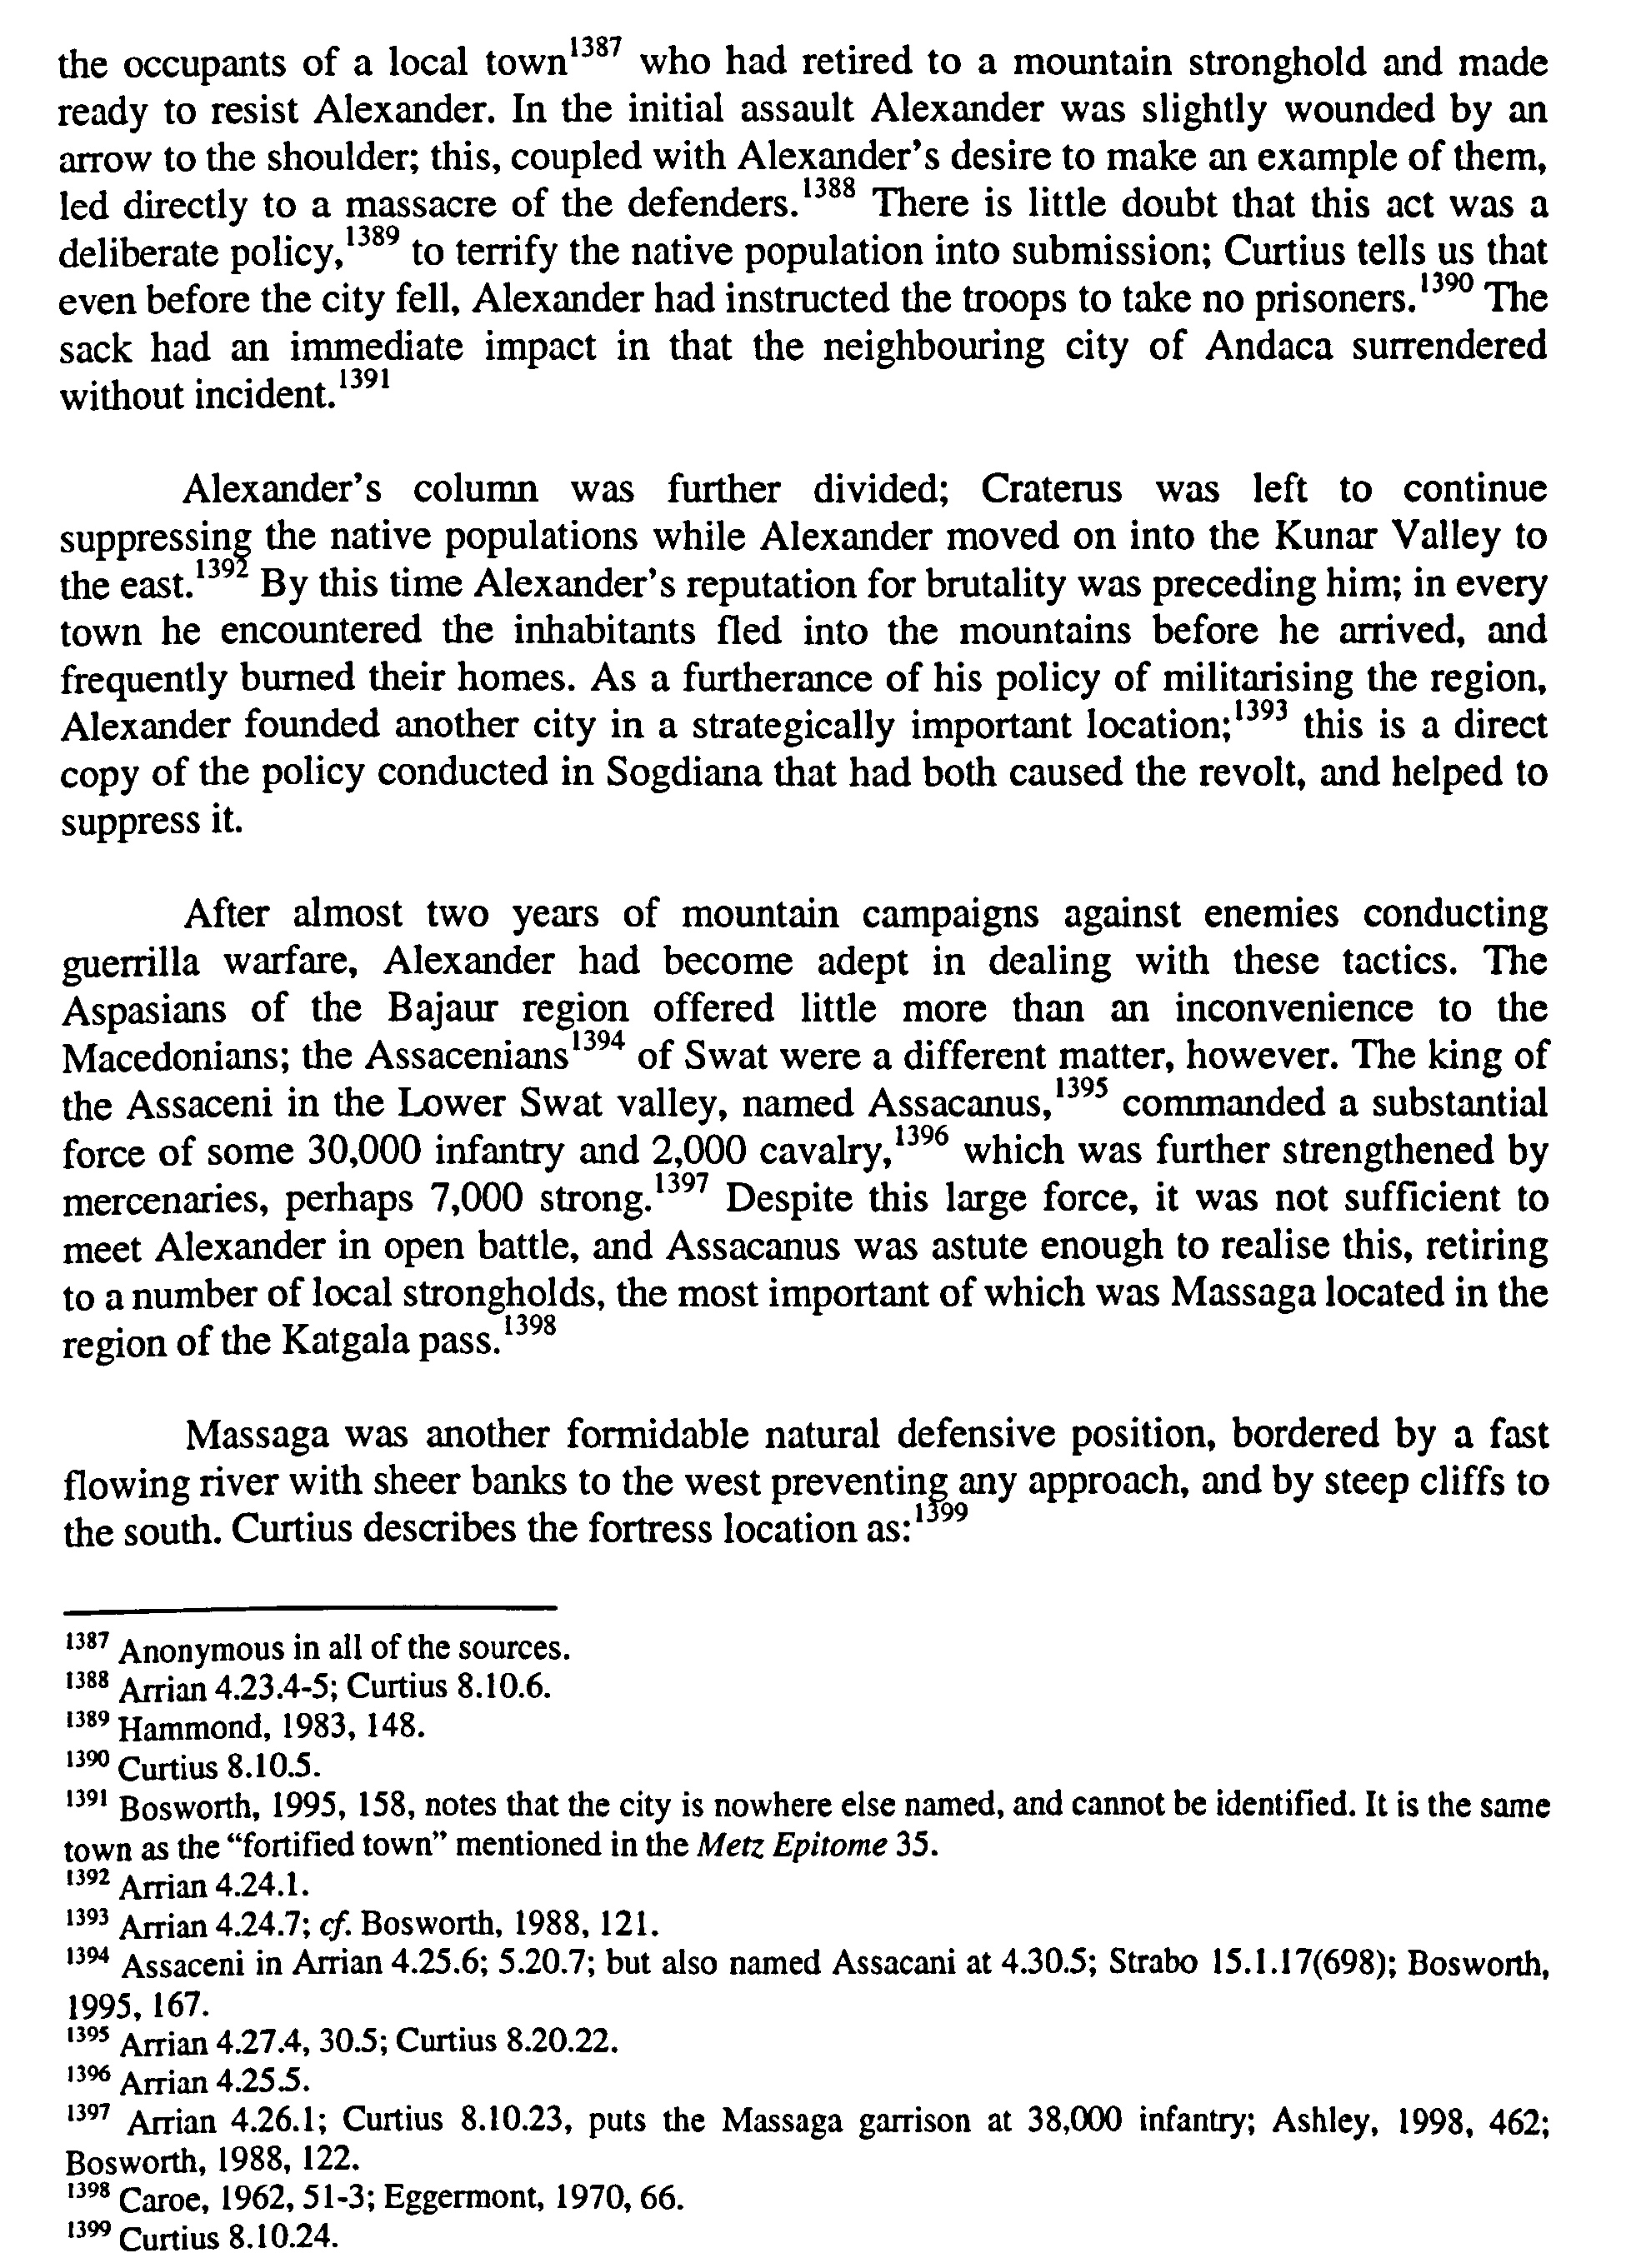 the occupants of a local town1387 who had retired to a mountain stronghold and made
ready to resist Alexander. In the initial assault Alexander was slightly wounded by an
arrow to the shoulder; this, coupled with Alexander's desire to make an example of them,
led directly to a massacre of the defenders.1388 There is little doubt that this act was a
deliberate policy,1389 to terrify the native population into submission; Curtius tells us that
even before the city fell, Alexander had instructed the troops to take no prisoners.1390 The
sack had an immediate impact in that the neighbouring city of Andaca surrendered
without incident.1391
Alexander's column was further divided; Craterus was left to continue
suppressing the native populations while Alexander moved on into the Kunar Valley to
the east.1392 By this time Alexander's reputation for brutality was preceding him; in every
town he encountered the inhabitants fled into the mountains before he arrived, and
frequently burned their homes. As a furtherance of his policy of militarising the region,
Alexander founded another city in a strategically important location;1393 this is a direct
copy of the policy conducted in Sogdiana that had both caused the revolt, and helped to
suppress it.
After almost two years of mountain campaigns against enemies conducting
guerrilla warfare, Alexander had become adept in dealing with these tactics. The
Aspasians of the Bajaur region offered little more than an inconvenience to the
Macedonians; the Assacenians1394 of Swat were a different matter, however. The king of
the Assaceni in the Lower Swat valley, named Assacanus,1395 commanded a substantial
force of some 30,000 infantry and 2,000 cavalry,1396 which was further strengthened by
mercenaries, perhaps 7,000 strong.1397 Despite this large force, it was not sufficient to
meet Alexander in open battle, and Assacanus was astute enough to realise this, retiring
to a number of local strongholds, the most important of which was Massaga located in the
region of the Katgala pass.1398
Massaga was another formidable natural defensive position, bordered by a fast
flowing river with sheer banks to the west preventing any approach, and by steep cliffs to
the south. Curtius describes the fortress location as:1399
1387 Anonymous in all of the sources.
1388 Arrian 4.23.4-5; Curtius 8.10.6.
1389 Hammond, 1983, 148.
1390 Curtius 8.10.5.
1391 Bosworth, 1995, 158, notes that the city is nowhere else named, and cannot be identified. It is the same
town as the "fortified town" mentioned in the Metz Epitome 35.
1392 Arrian 4.24.1.
1393 Arrian 4.24.7; cf. Bosworth, 1988, 121.
1394 Assaceni in Arrian 4.25.6; 5.20.7; but also named Assacani at 4.30.5; Strabo 15.1.17(698); Bosworth,
1995, 167.
1395 Arrian 4.27.4, 30.5; Curtius 8.20.22.
1396 Arrian 4.25.5.
1397 Arrian 4.26.1; Curtius 8.10.23, puts the Massaga garrison at 38,000 infantry; Ashley, 1998, 462;
Bosworth, 1988, 122.
1398 Caroe, 1962, 51-3; Eggermont, 1970, 66.
1399 Curtius 8.10.24.